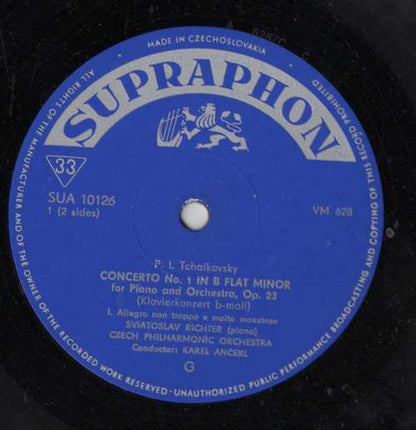 MADE IN CZECHOSLOVAKIA
SUPRAPHON
33
SUA 10126
1 (2 sides)
VM 628
P. I. Tchaikovsky
CONCERTO No. 1 IN B FLAT MINOR
for Piano and Orchestra, Op. 23
(Klavierkonzert b-moll)
I. Allegro non troppo e molto maestoso
SVIATOSLAV RICHTER (piano)
CZECH PHILHARMONIC ORCHESTRA
Conductor: KAREL ANCERL
G
ALL RIGHTS OF THE MANUFACTURER AND OF THE OWNER OF THE RECORDED WORK RESERVED - UNAUTHORIZED PUBLIC PERFORMANCE BROADCASTING AND COPYING OF THIS RECORD PROHIBITED